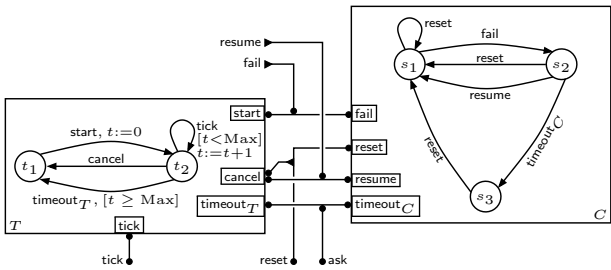 reset
resume
fail
fail
s1
reset
s2
resume
start
fail
tick
[t<Max]
start, t:=0
t:=t+1
reset
reset
timeoutC
t1
cancel
t2
cancel
resume
timeoutT, [t ≥ Max]
timeoutT
timeoutC
s3
T
tick
C
tick
reset
ask